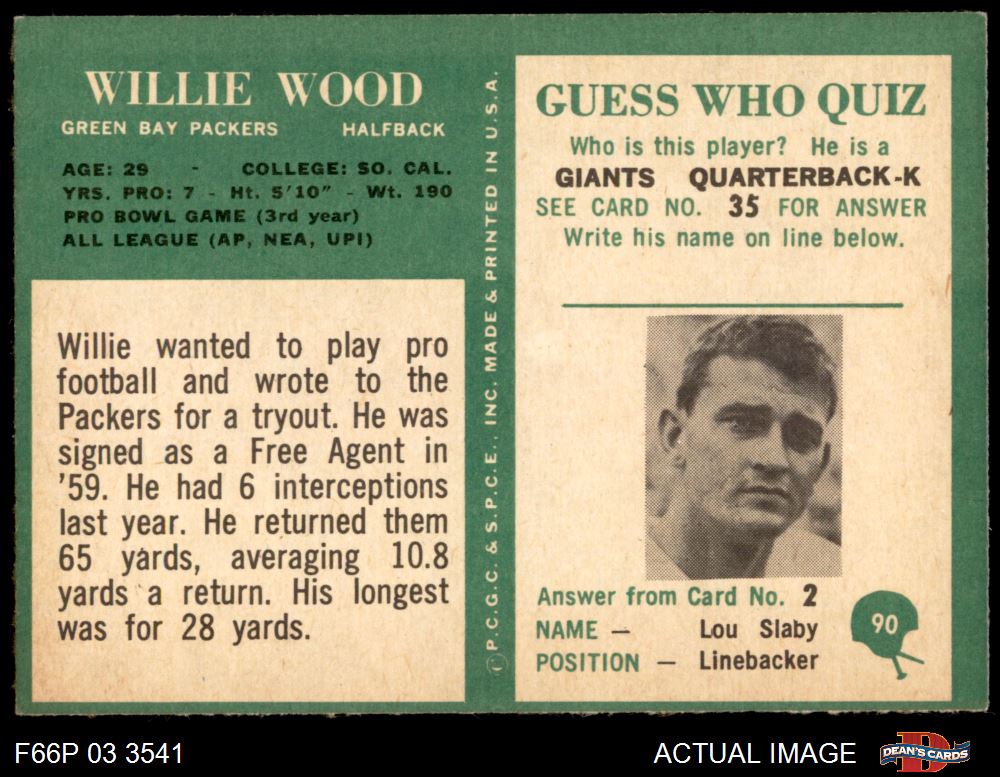 WILLIE WOOD
GREEN BAY PACKERS HALFBACK
AGE: 29 - COLLEGE: SO. CAL.
YRS. PRO: 7 - Ht. 5'10" - Wt. 190
PRO BOWL GAME (3rd year)
ALL LEAGUE (AP, NEA, UPI)
Willie wanted to play pro
football and wrote to the
Packers for a tryout. He was
signed as a Free Agent in
'59. He had 6 interceptions
last year. He returned them
65 yards, averaging 10.8
yards a return. His longest
was for 28 yards.
©P.C.G.C. & S.P.C.E., INC. MADE & PRINTED IN U.S.A.
GUESS WHO QUIZ
Who is this player? He is a
GIANTS QUARTERBACK-K
SEE CARD NO. 35 FOR ANSWER
Write his name on line below.
Answer from Card No. 2
NAME — Lou Slaby
POSITION — Linebacker
90
F66P 03 3541
ACTUAL IMAGE
D
DEAN'S CARDS